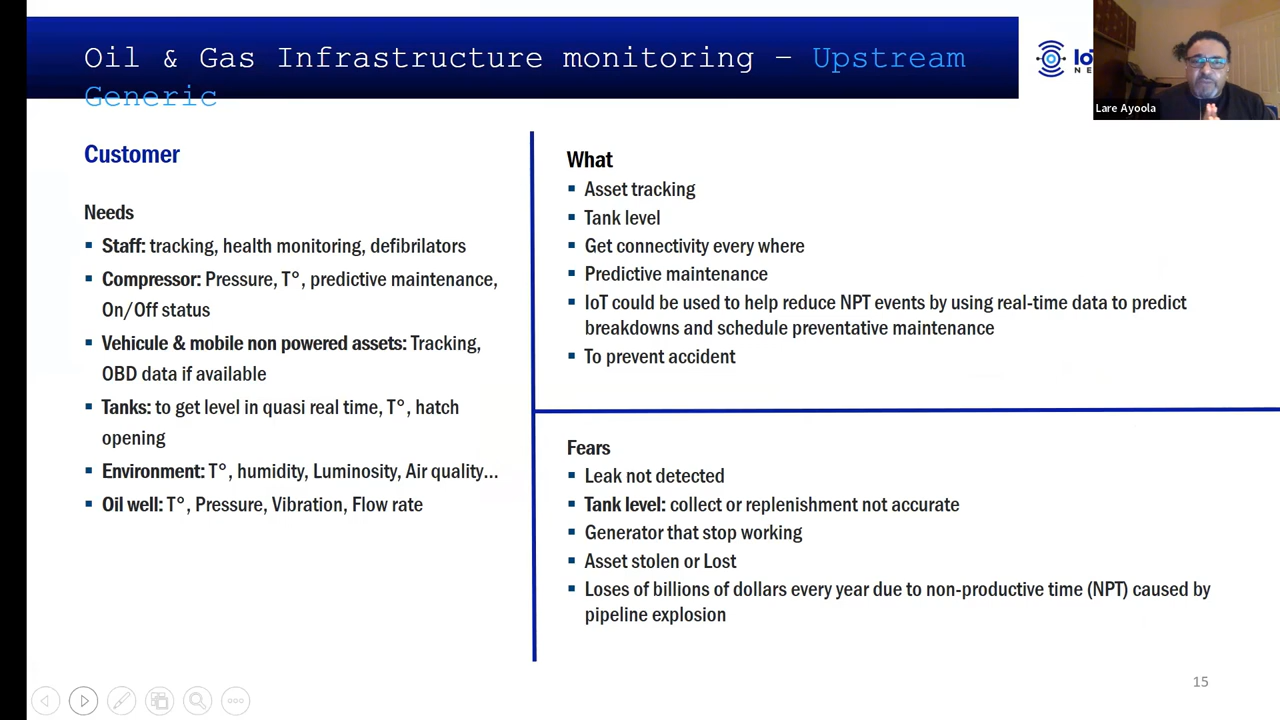 Oil & Gas Infrastructure monitoring – Upstream
Generic
Lare Ayoola
Customer
Needs
Staff: tracking, health monitoring, defibrilators
Compressor: Pressure, T°, predictive maintenance,
On/Off status
Vehicule & mobile non powered assets: Tracking,
OBD data if available
Tanks: to get level in quasi real time, T°, hatch
opening
Environment: T°, humidity, Luminosity, Air quality...
Oil well: T°, Pressure, Vibration, Flow rate
What
Asset tracking
Tank level
Get connectivity every where
Predictive maintenance
IoT could be used to help reduce NPT events by using real-time data to predict
breakdowns and schedule preventative maintenance
To prevent accident
Fears
Leak not detected
Tank level: collect or replenishment not accurate
Generator that stop working
Asset stolen or Lost
Loses of billions of dollars every year due to non-productive time (NPT) caused by
pipeline explosion
15